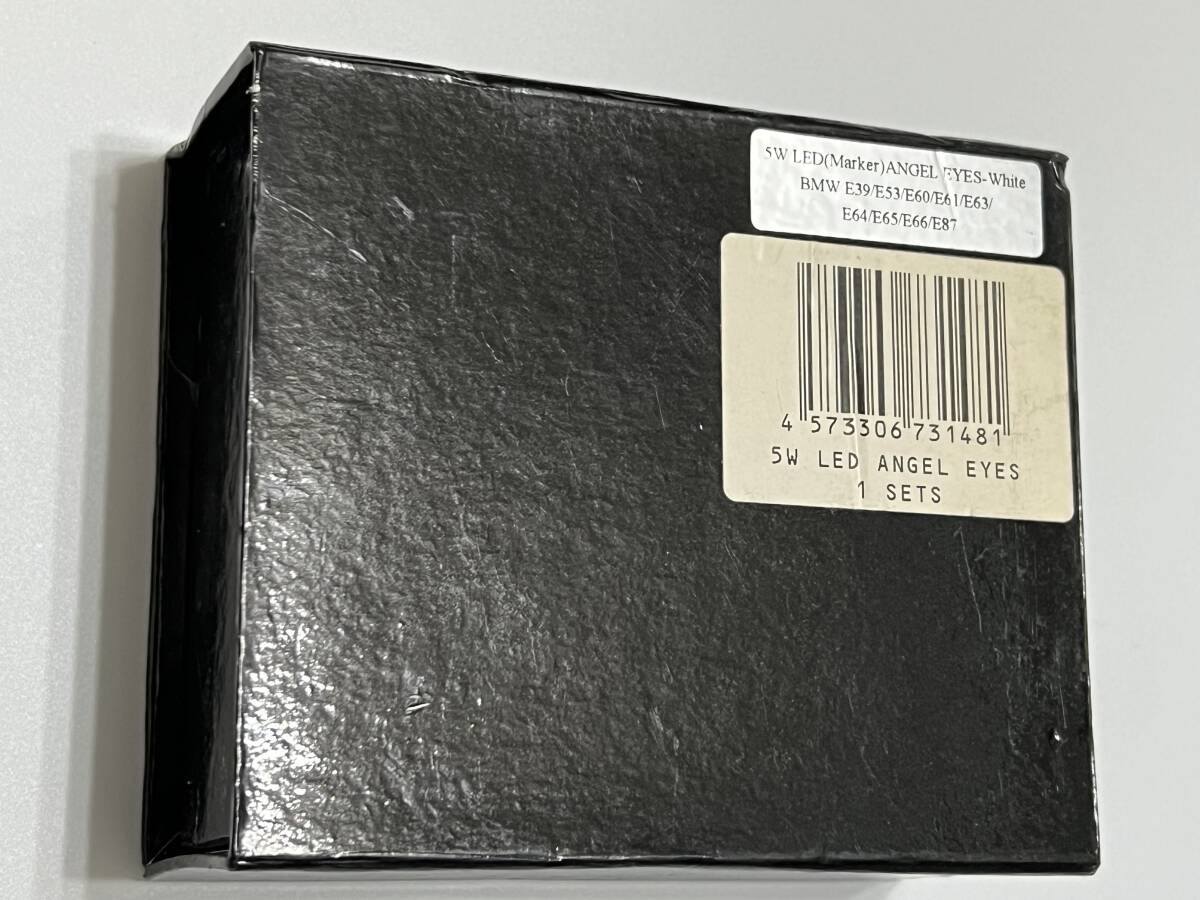 5W LED(Marker)ANGEL EYES-White
BMW E39/E53/E60/E61/E63/
E64/E65/E66/E87
4 573306 731481
5W LED ANGEL EYES
1 SETS